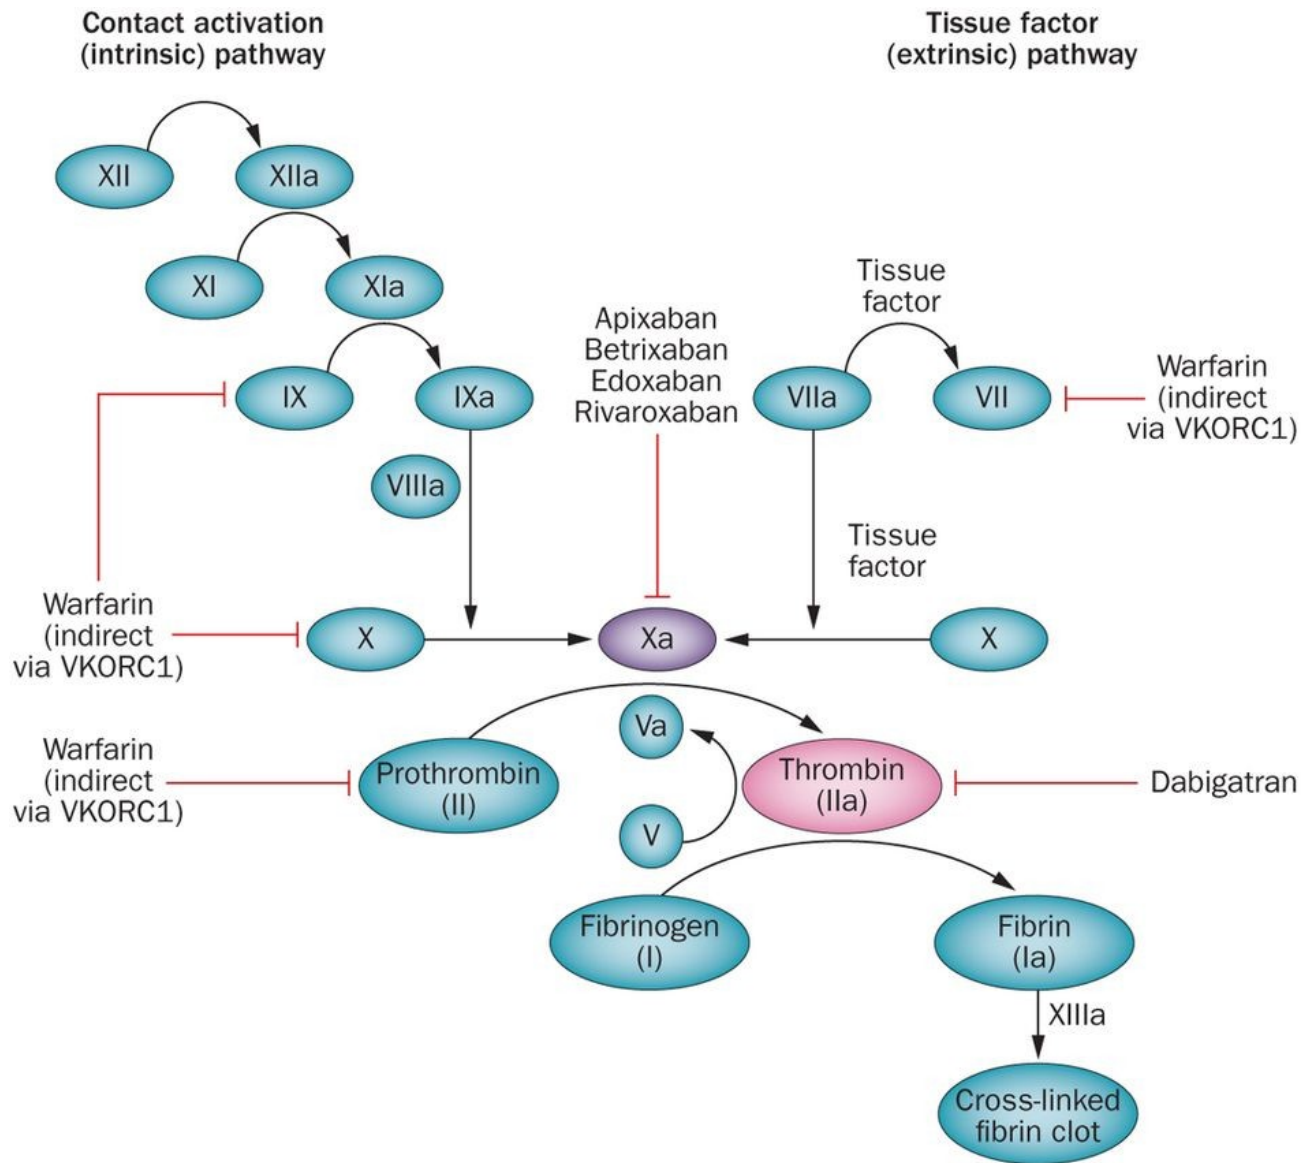 Contact activation
(intrinsic) pathway
Tissue factor
(extrinsic) pathway
XII
XIIa
XI
XIa
Tissue
factor
Apixaban
Betrixaban
Edoxaban
Rivaroxaban
IX
IXa
VIIa
VII
Warfarin
(indirect
via VKORC1)
VIIIa
Tissue
factor
Warfarin
(indirect
via VKORC1)
X
Xa
X
Va
Warfarin
(indirect
via VKORC1)
Prothrombin
(II)
Thrombin
(IIa)
Dabigatran
V
Fibrinogen
(I)
Fibrin
(Ia)
XIIIa
Cross-linked
fibrin clot